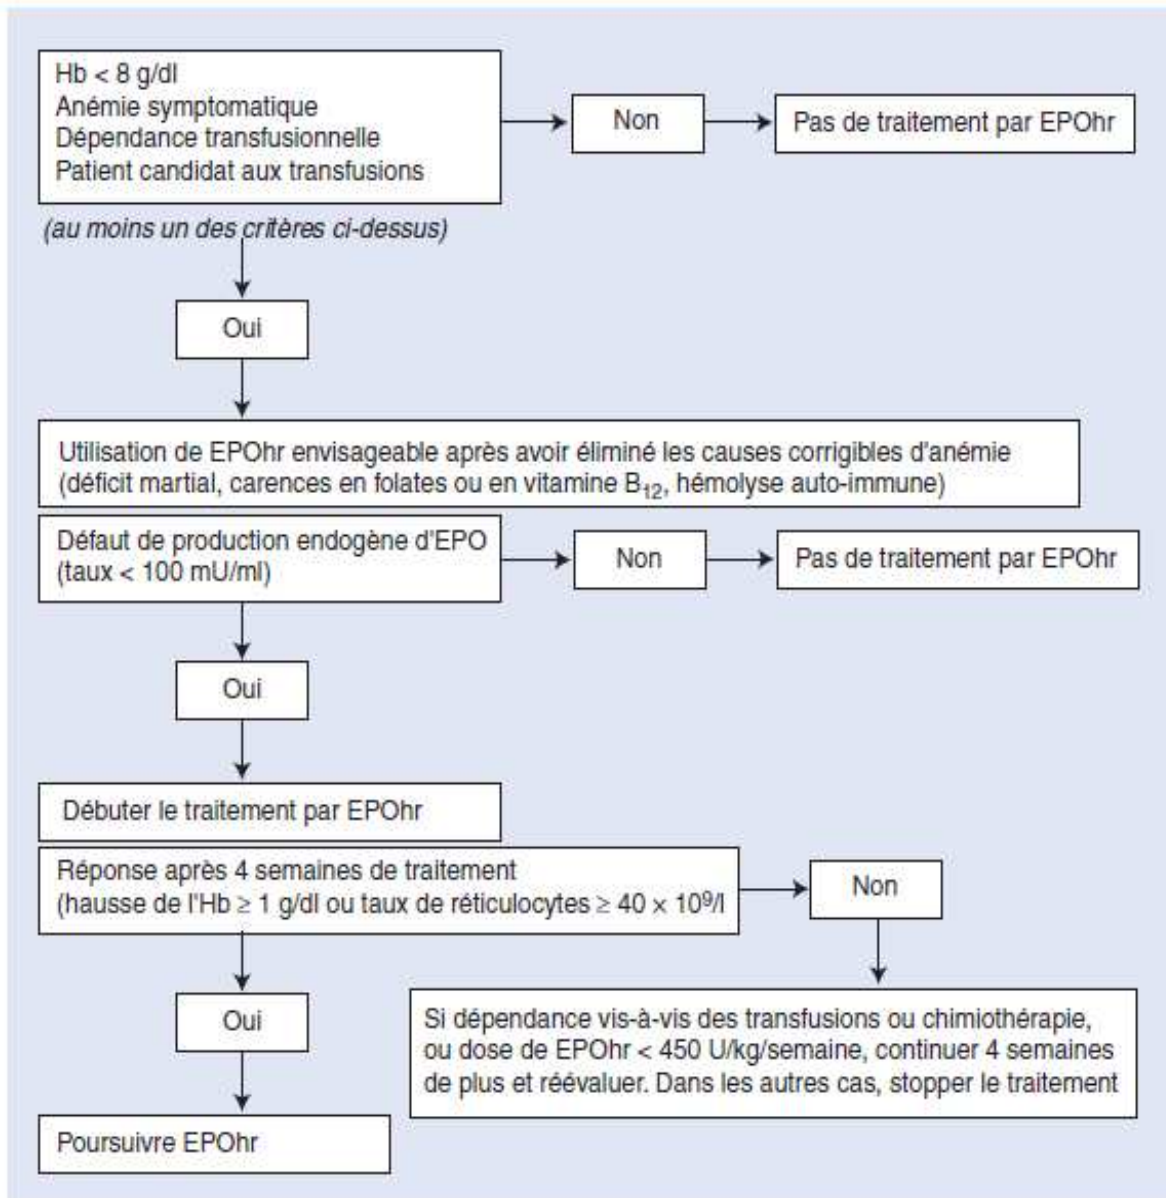 Hb < 8 g/dl
Anémie symptomatique
Dépendance transfusionnelle
Patient candidat aux transfusions
Non
Pas de traitement par EPOhr
(au moins un des critères ci-dessus)
Oui
Utilisation de EPOhr envisageable après avoir éliminé les causes corrigibles d'anémie
(déficit martial, carences en folates ou en vitamine B₁₂, hémolyse auto-immune)
Défaut de production endogène d'EPO
(taux < 100 mU/ml)
Non
Pas de traitement par EPOhr
Oui
Débuter le traitement par EPOhr
Réponse après 4 semaines de traitement
(hausse de l'Hb ≥ 1 g/dl ou taux de réticulocytes ≥ 40 × 10⁹/l
Non
Oui
Si dépendance vis-à-vis des transfusions ou chimiothérapie,
ou dose de EPOhr < 450 U/kg/semaine, continuer 4 semaines
de plus et réévaluer. Dans les autres cas, stopper le traitement
Poursuivre EPOhr